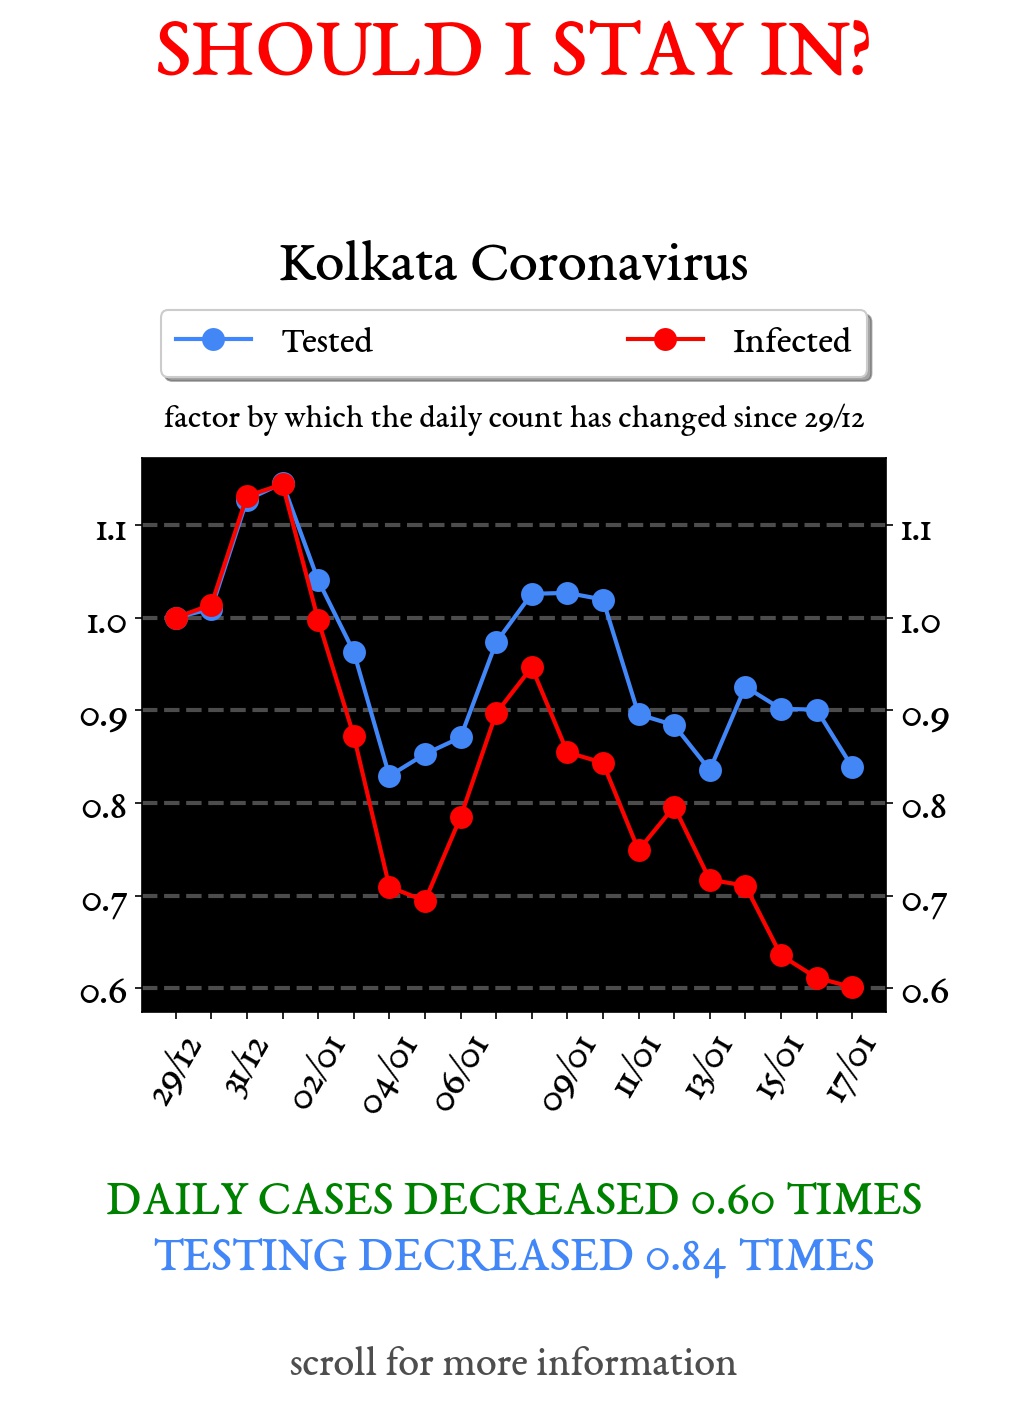 SHOULD I STAY IN?
Kolkata Coronavirus
Tested Infected
factor by which the daily count has changed since 29/12
1.1 1.1
1.0 1.0
0.9 0.9
0.8 0.8
0.7 0.7
0.6 0.6
29/12 31/12 02/01 04/01 06/01 09/01 11/01 13/01 15/01 17/01
DAILY CASES DECREASED 0.60 TIMES
TESTING DECREASED 0.84 TIMES
scroll for more information